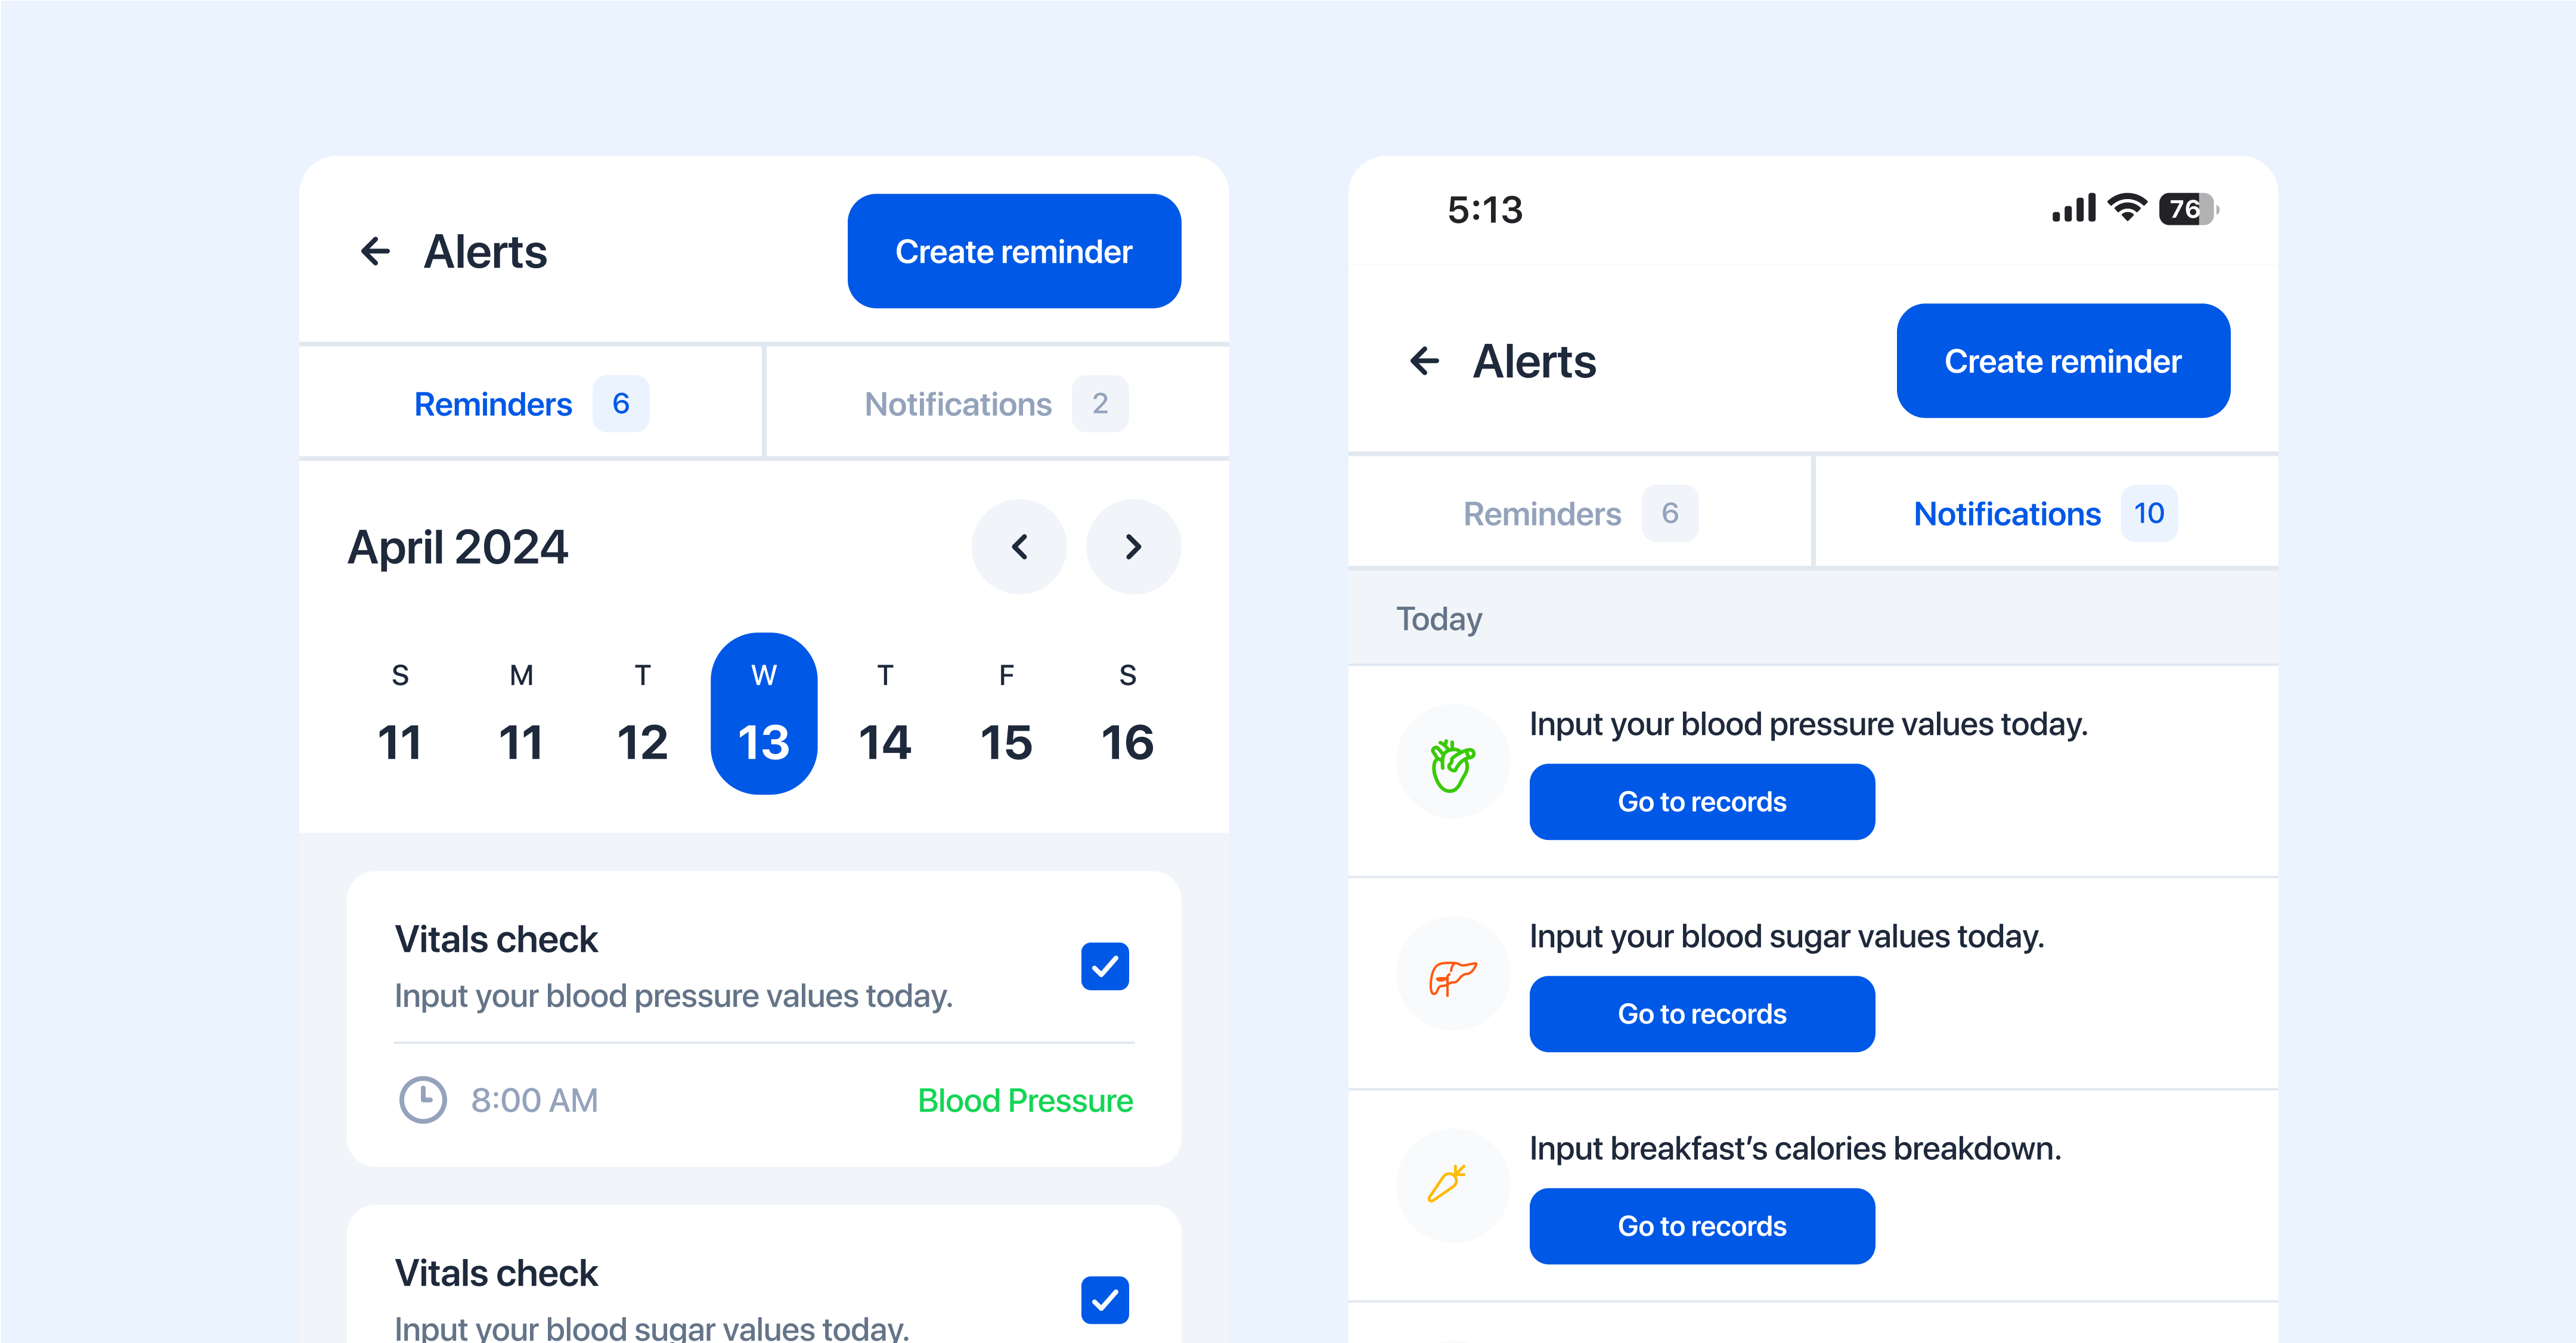 Alerts
Create reminder
Reminders 6
Notifications 2
April 2024
S M T W T F S
11 11 12 13 14 15 16
Vitals check
Input your blood pressure values today.
8:00 AM
Blood Pressure
Vitals check
Input your blood sugar values today.
5:13
76
Alerts
Create reminder
Reminders 6
Notifications 10
Today
Input your blood pressure values today.
Go to records
Input your blood sugar values today.
Go to records
Input breakfast’s calories breakdown.
Go to records